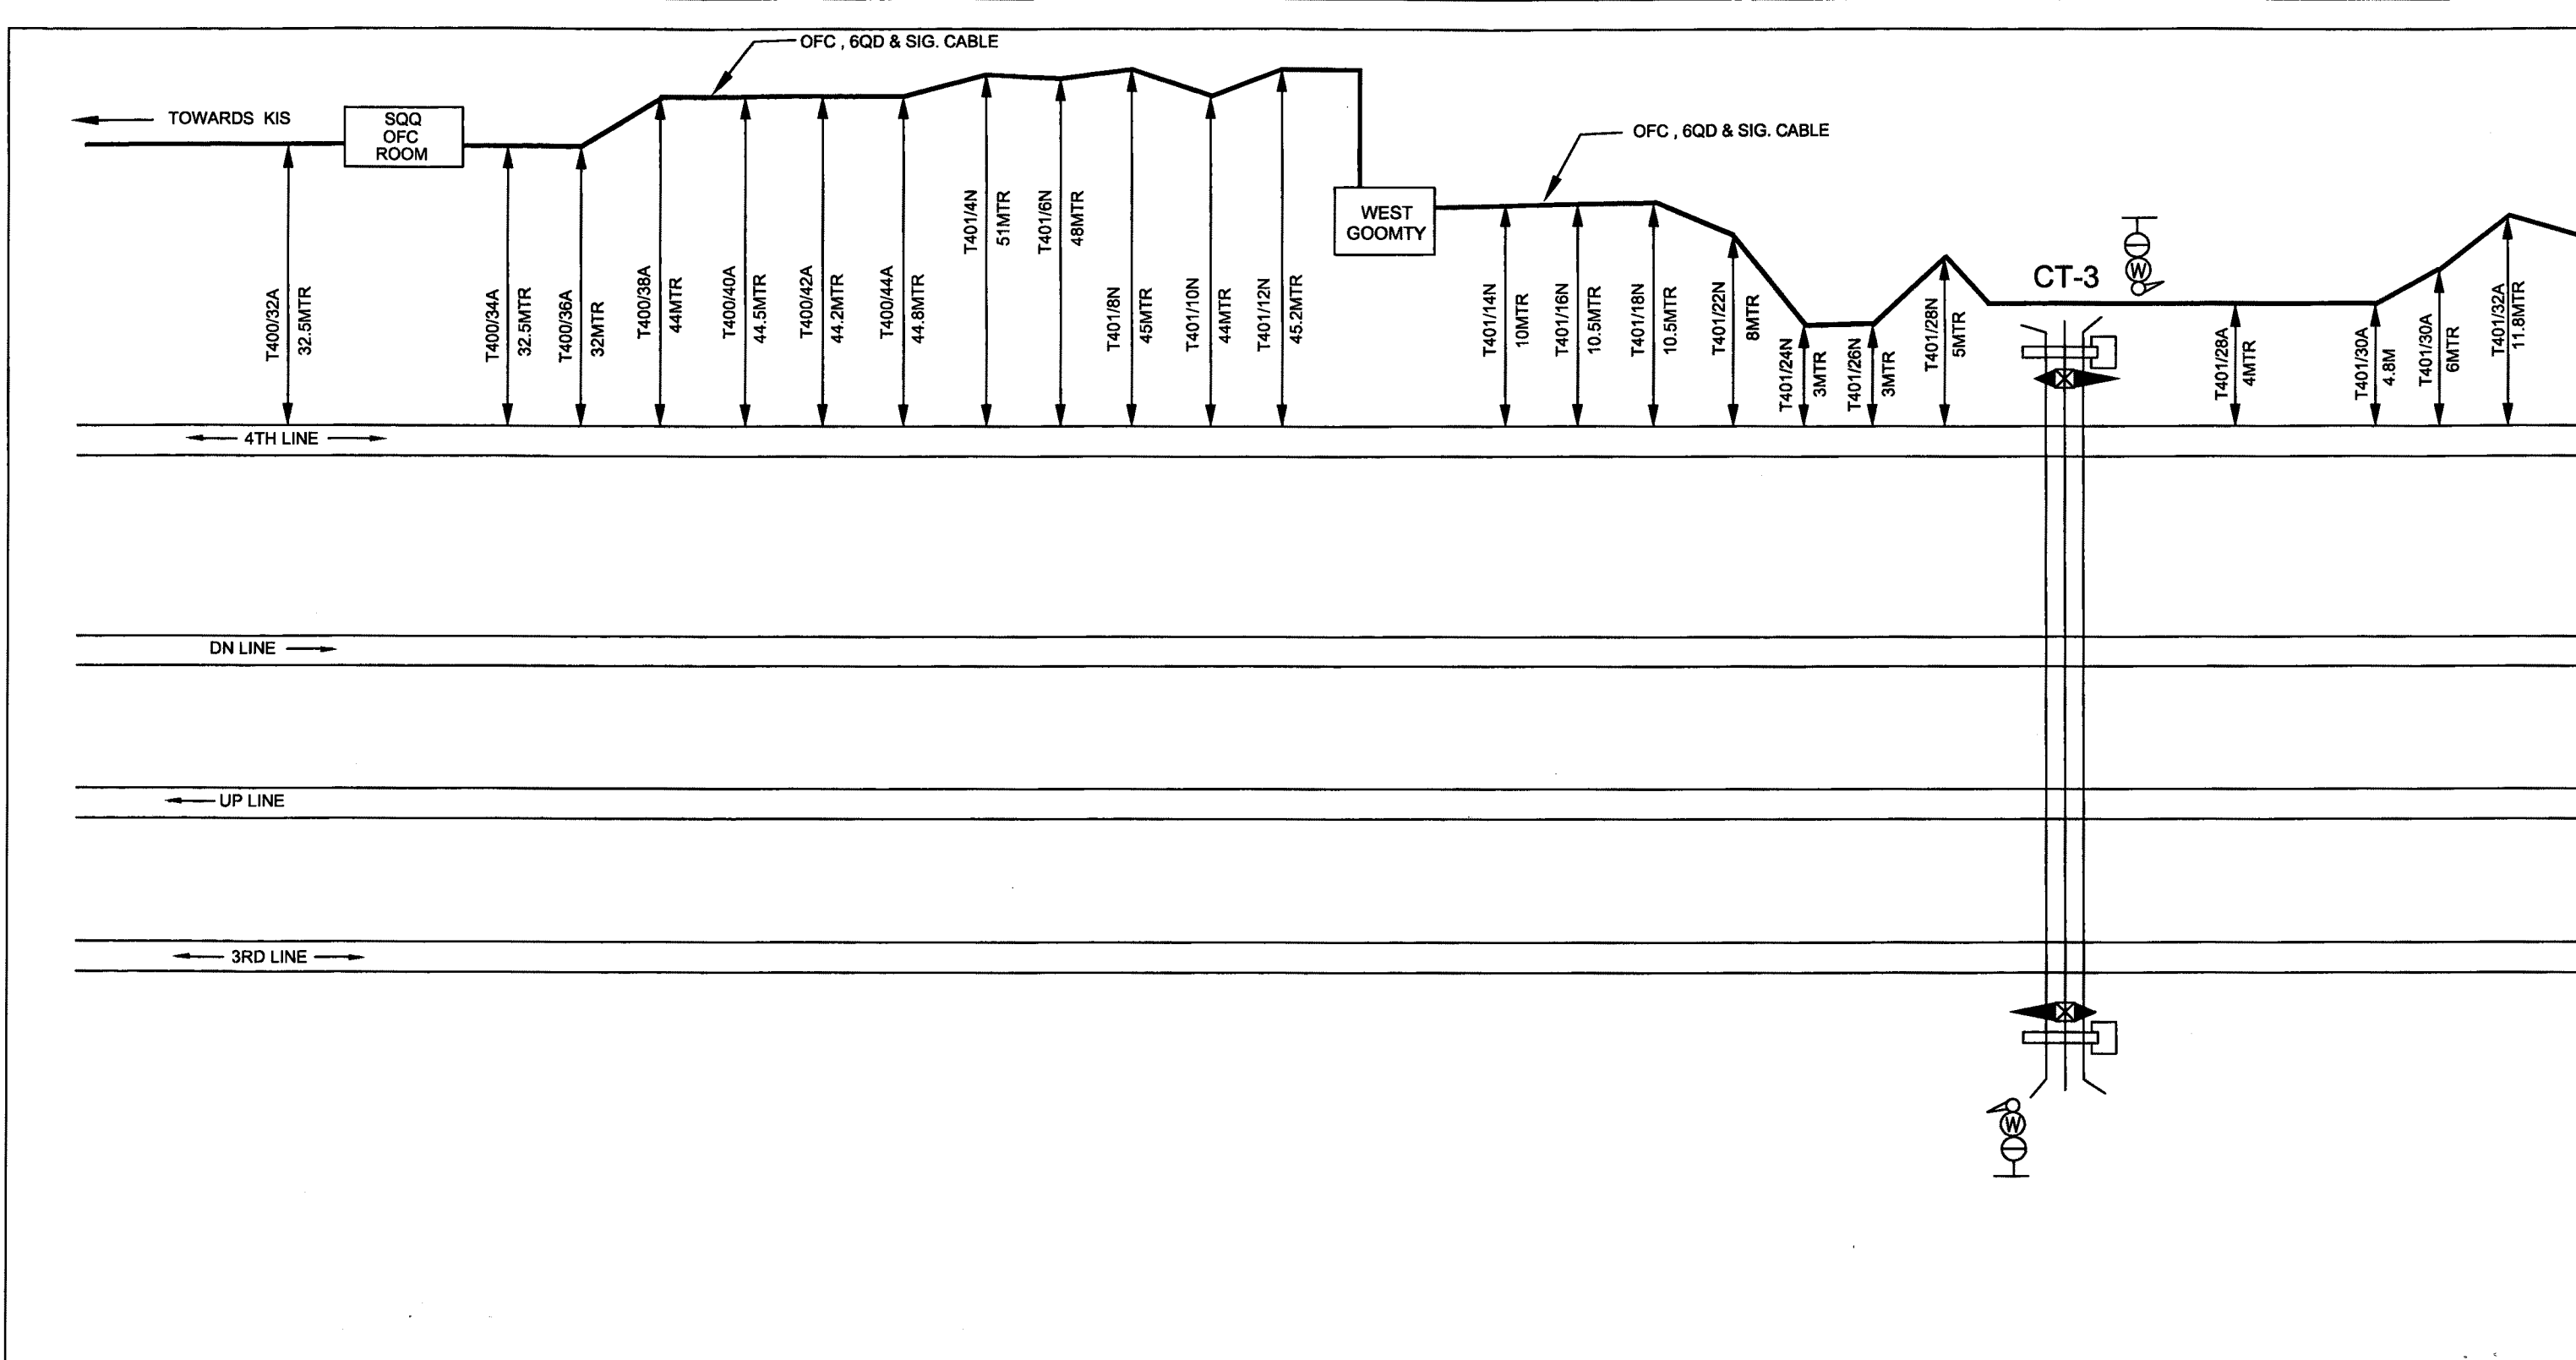 OFC , 6QD & SIG. CABLE
TOWARDS KIS
SQQ
OFC
ROOM
T400/32A
32.5MTR
T400/34A
32.5MTR
T400/36A
32MTR
T400/38A
44MTR
T400/40A
44.5MTR
T400/42A
44.2MTR
T400/44A
44.8MTR
T401/4N
51MTR
T401/6N
48MTR
T401/8N
45MTR
T401/10N
44MTR
T401/12N
45.2MTR
WEST
GOOMTY
OFC , 6QD & SIG. CABLE
T401/14N
10MTR
T401/16N
10.5MTR
T401/18N
10.5MTR
T401/22N
8MTR
T401/24N
3MTR
T401/26N
3MTR
T401/28N
5MTR
CT-3
W
T401/28A
4MTR
T401/30A
4.8M
T401/30A
6MTR
T401/32A
11.8MTR
4TH LINE
DN LINE
UP LINE
3RD LINE
W